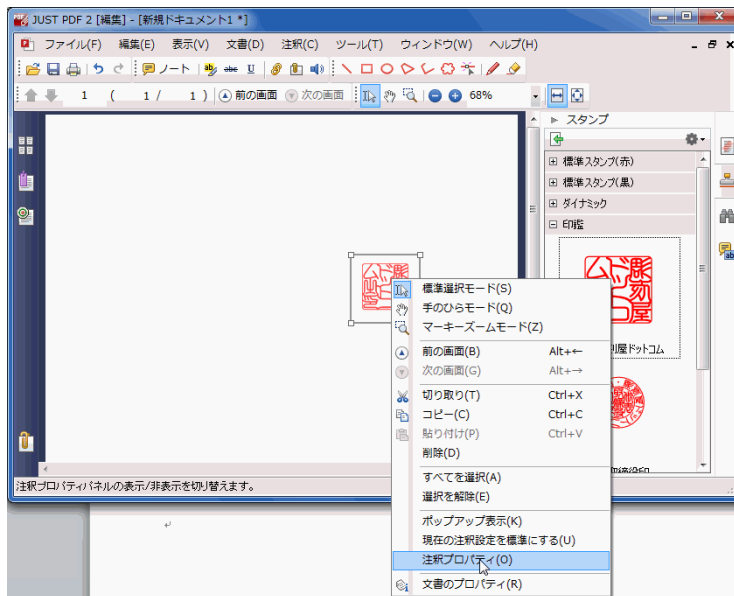 JUST PDF 2 [編集] - [新規ドキュメント1 *]
ファイル(F) 編集(E) 表示(V) 文書(D) 注釈(C) ツール(T) ウィンドウ(W) ヘルプ(H)
ノート
1 ( 1 / 1 ) 前の画面 次の画面 68%
スタンプ
標準スタンプ(赤)
標準スタンプ(黒)
ダイナミック
印鑑
彫刻屋
ドットコム
標準選択モード(S)
手のひらモード(Q)
マーキーズームモード(Z)
前の画面(B) Alt+←
次の画面(G) Alt+→
切り取り(T) Ctrl+X
コピー(C) Ctrl+C
貼り付け(P) Ctrl+V
削除(D)
すべてを選択(A)
選択を解除(E)
ポップアップ表示(K)
現在の注釈設定を標準にする(U)
注釈プロパティ(O)
文書のプロパティ(R)
刻屋ドットコム
注釈プロパティパネルの表示/非表示を切り替えます。